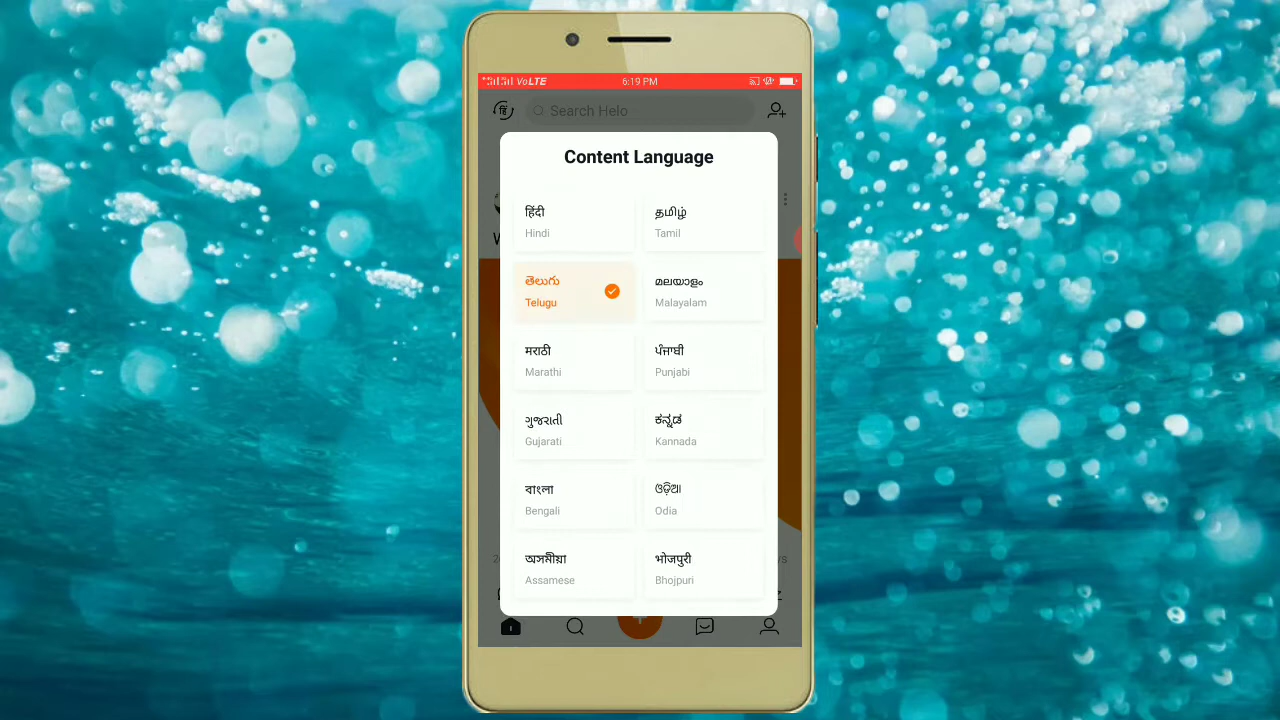 VoLTE
6:19 PM
हिं
Search Helo
Content Language
हिंदी
Hindi
தமிழ்
Tamil
తెలుగు
Telugu
മലയാളം
Malayalam
मराठी
Marathi
ਪੰਜਾਬੀ
Punjabi
ગુજરાતી
Gujarati
ಕನ್ನಡ
Kannada
বাংলা
Bengali
ଓଡ଼ିଆ
Odia
অসমীয়া
Assamese
भोजपुरी
Bhojpuri